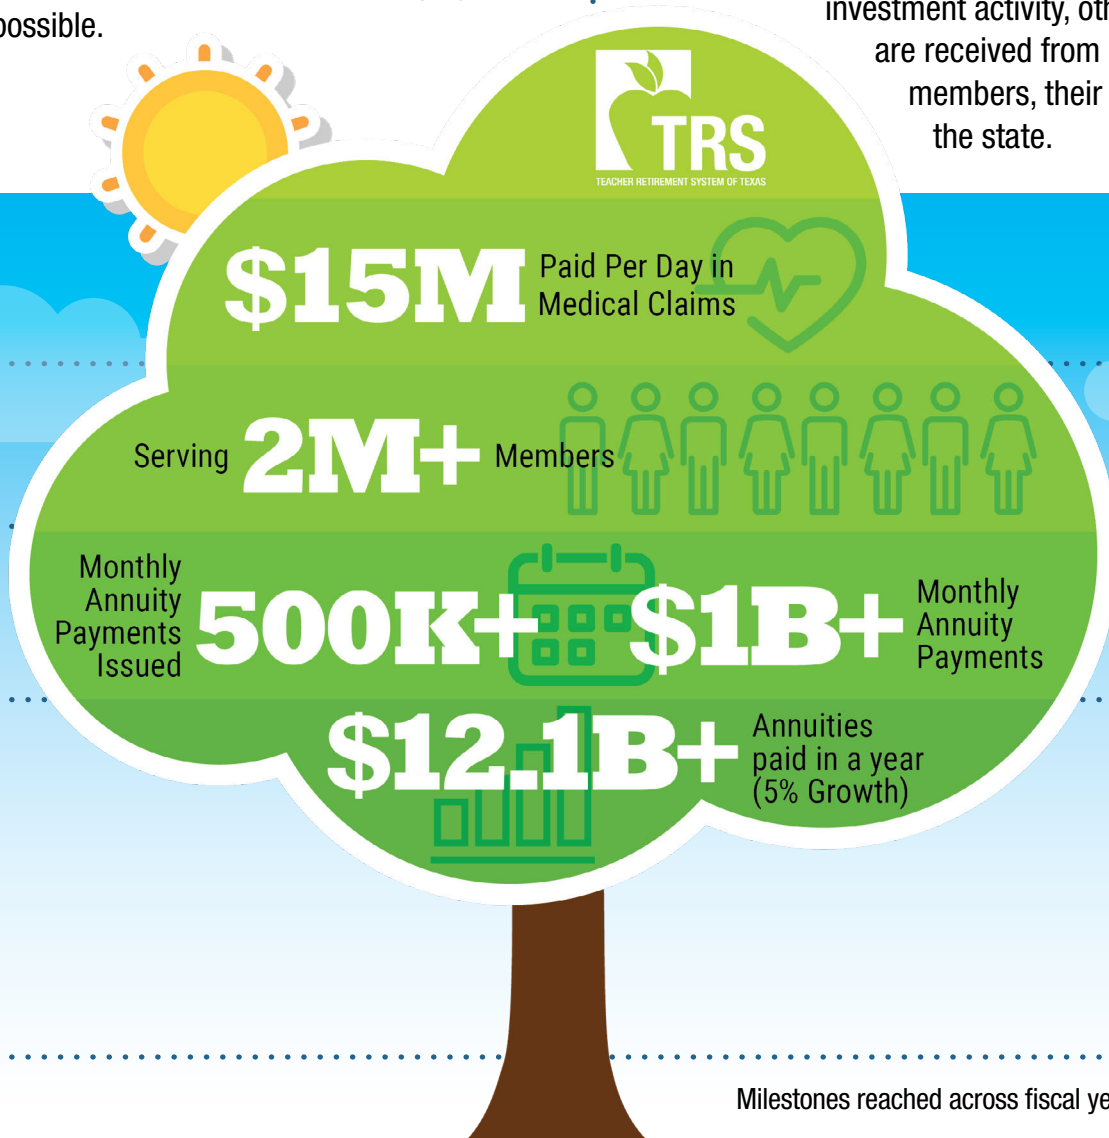 possible.
investment activity, oth
are received from
members, their
the state.
TRS
TEACHER RETIREMENT SYSTEM OF TEXAS
$15M
Paid Per Day in
Medical Claims
Serving 2M+ Members
Monthly
Annuity
Payments
Issued
500K+
$1B+
Monthly
Annuity
Payments
$12.1B+
Annuities
paid in a year
(5% Growth)
Milestones reached across fiscal ye